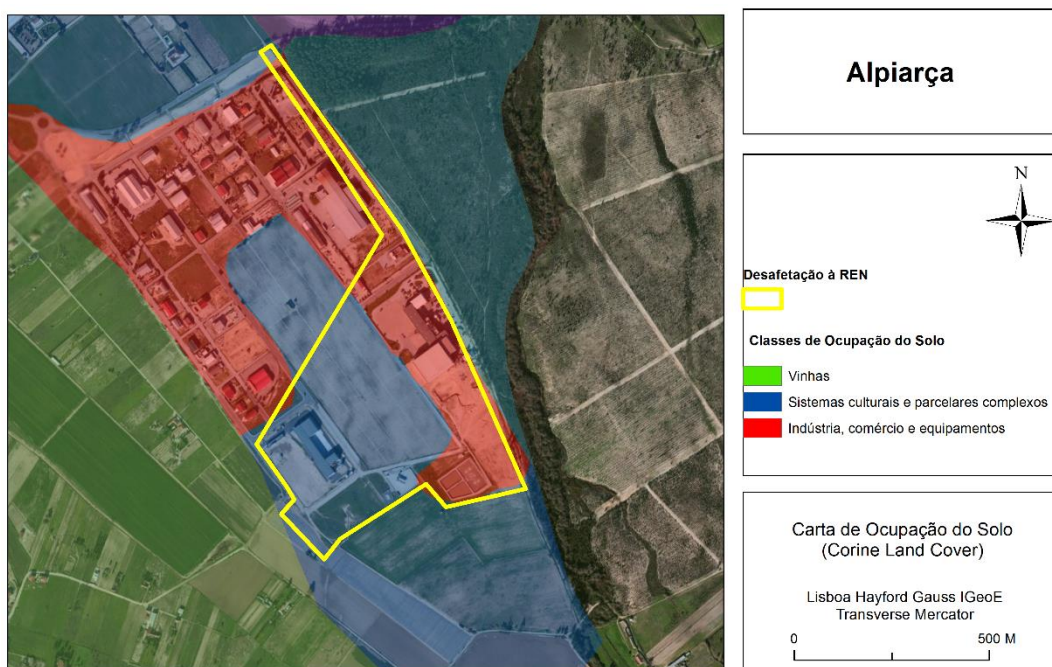 Alpiarça
N
Desafetação à REN
Classes de Ocupação do Solo
Vinhas
Sistemas culturais e parcelares complexos
Indústria, comércio e equipamentos
Carta de Ocupação do Solo
(Corine Land Cover)
Lisboa Hayford Gauss IGeoE
Transverse Mercator
0 500 M